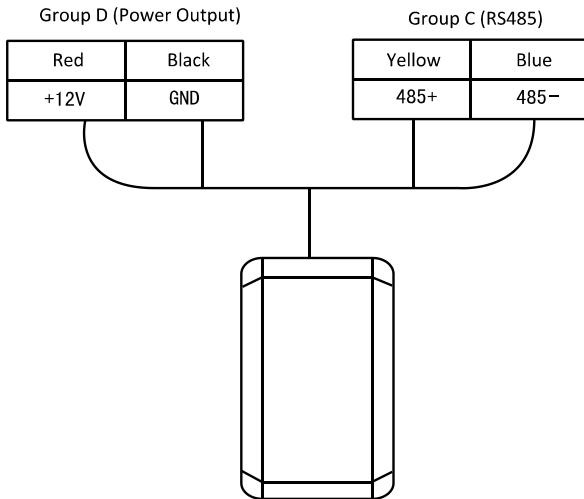 Group D (Power Output) Group C (RS485)
Red Black Yellow Blue
+12V GND 485+ 485−